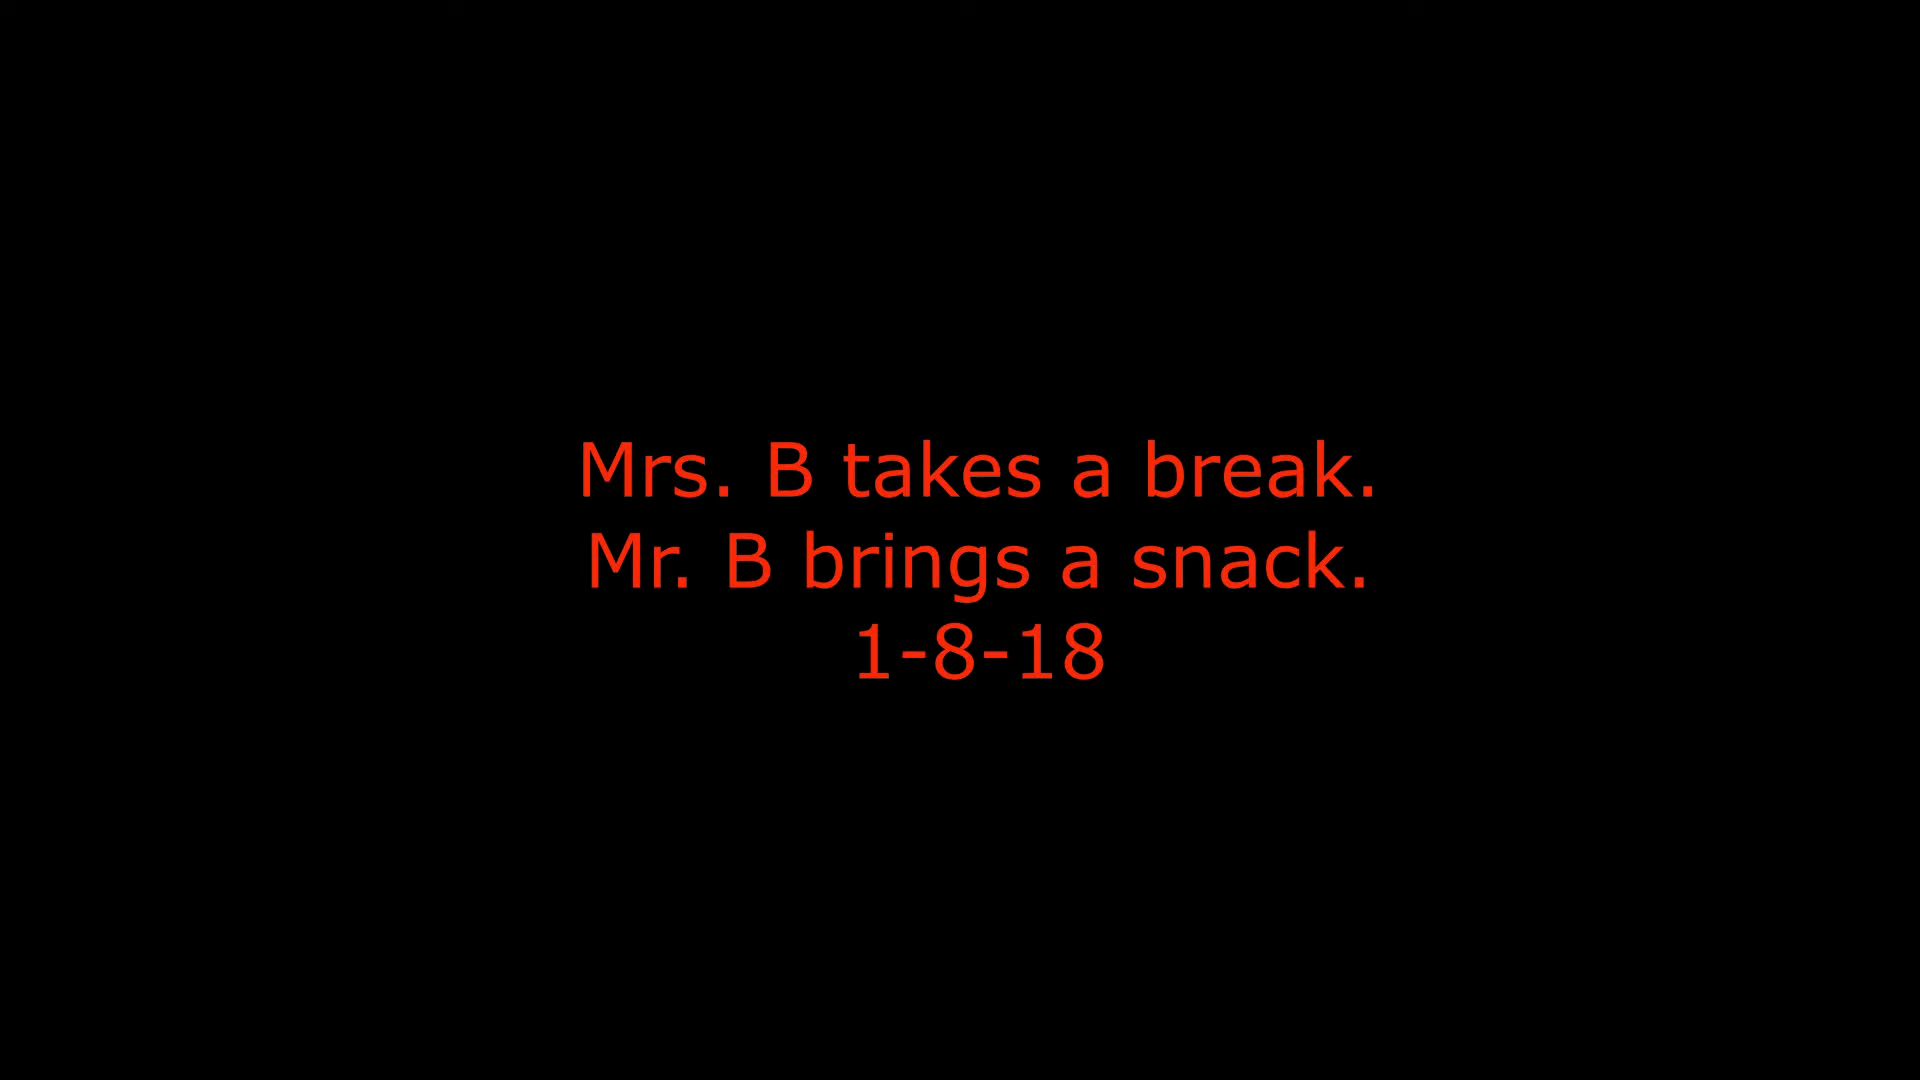 Mrs. B takes a break.
Mr. B brings a snack.
1-8-18